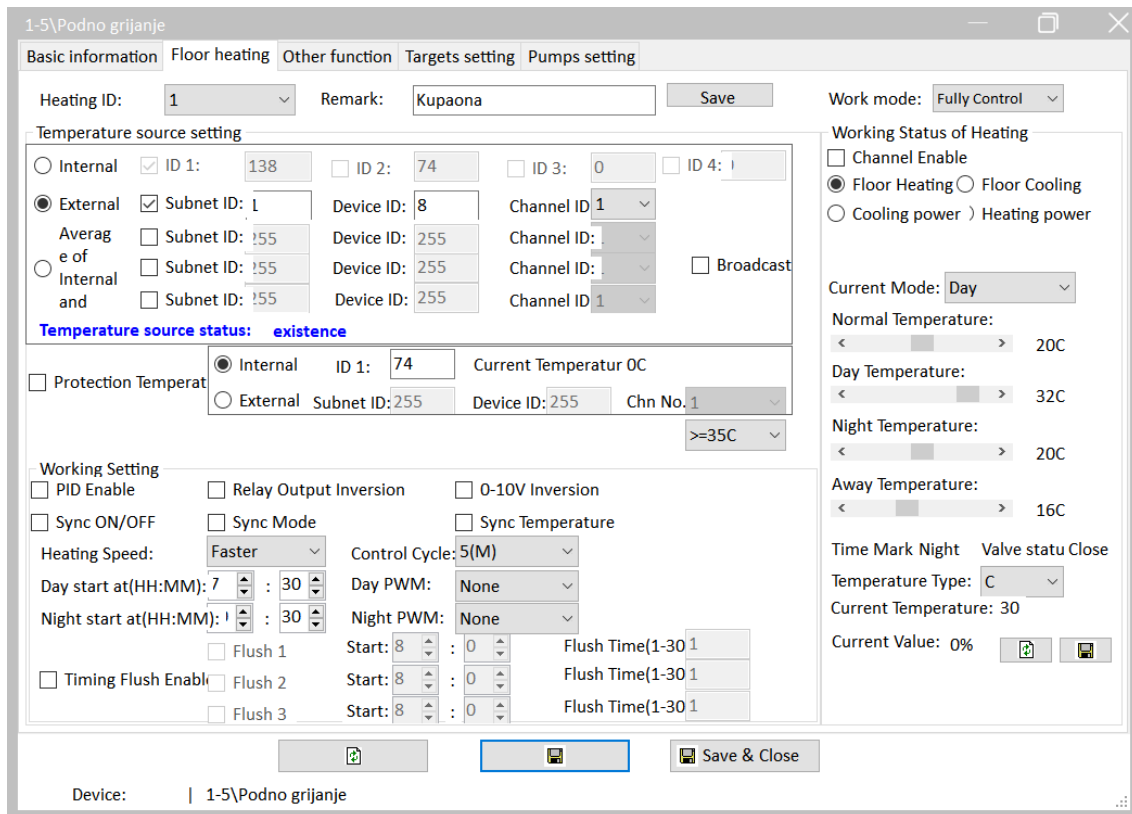 1-5\Podno grijanje
Basic information Floor heating Other function Targets setting Pumps setting
Heating ID: 1 Remark: Kupaona Save Work mode: Fully Control
Temperature source setting
Internal ID 1: 138 ID 2: 74 ID 3: 0 ID 4:
External Subnet ID: 1 Device ID: 8 Channel ID 1
Averag
e of
Internal
and
Subnet ID: 255 Device ID: 255 Channel ID:
Subnet ID: 255 Device ID: 255 Channel ID: Broadcast
Subnet ID: 255 Device ID: 255 Channel ID 1
Temperature source status: existence
Protection Temperat
Internal ID 1: 74 Current Temperatur 0C
External Subnet ID: 255 Device ID: 255 Chn No. 1
>=35C
Working Setting
PID Enable Relay Output Inversion 0-10V Inversion
Sync ON/OFF Sync Mode Sync Temperature
Heating Speed: Faster Control Cycle: 5(M)
Day start at(HH:MM): 7 : 30 Day PWM: None
Night start at(HH:MM): : 30 Night PWM: None
Flush 1 Start: 8 : 0 Flush Time(1-30 1
Timing Flush Enabl Flush 2 Start: 8 : 0 Flush Time(1-30 1
Flush 3 Start: 8 : 0 Flush Time(1-30 1
Working Status of Heating
Channel Enable
Floor Heating Floor Cooling
Cooling power Heating power
Current Mode: Day
Normal Temperature:
20C
Day Temperature:
32C
Night Temperature:
20C
Away Temperature:
16C
Time Mark Night Valve statu Close
Temperature Type: C
Current Temperature: 30
Current Value: 0%
Save & Close
Device: 1-5\Podno grijanje